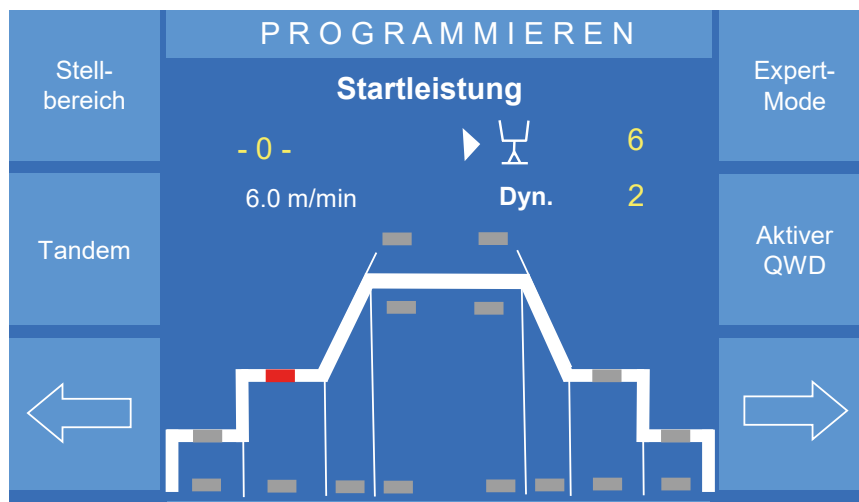 PROGRAMMIEREN
Stell-
bereich
Startleistung
Expert-
Mode
- 0 -
6
6.0 m/min
Dyn.
2
Tandem
Aktiver
QWD